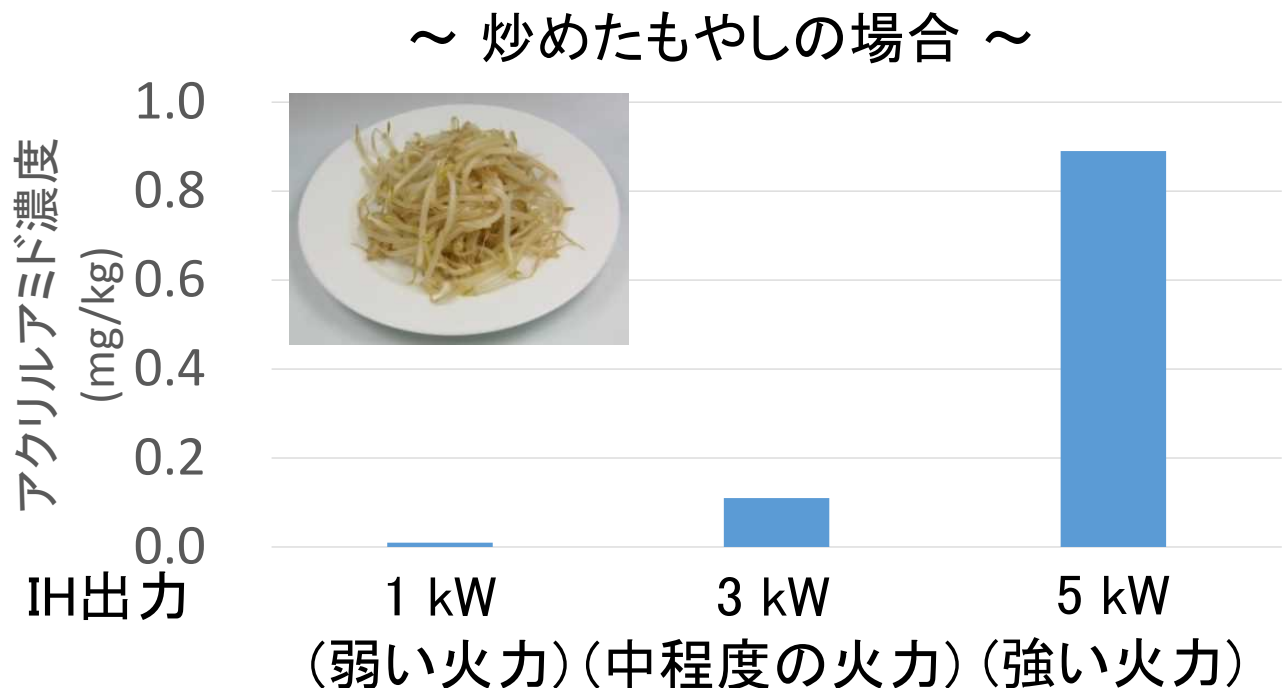 ～ 炒めたもやしの場合 ～
アクリルアミド濃度
(mg/kg)
1.0
0.8
0.6
0.4
0.2
0.0
IH出力 1 kW 3 kW 5 kW
(弱い火力) (中程度の火力) (強い火力)